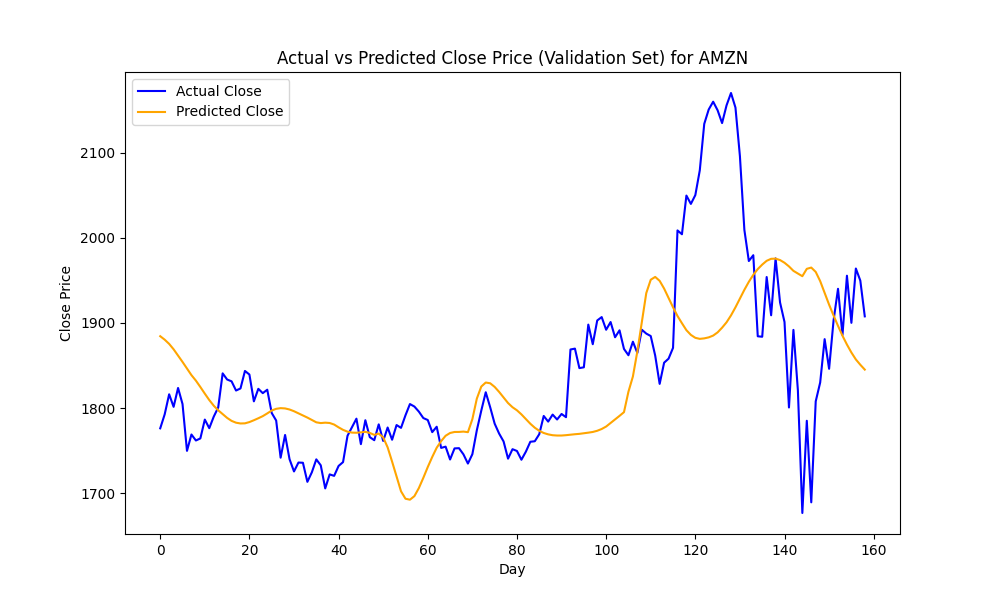 Actual vs Predicted Close Price (Validation Set) for AMZN
Actual Close
Predicted Close
Close Price
2100
2000
1900
1800
1700
0 20 40 60 80 100 120 140 160
Day